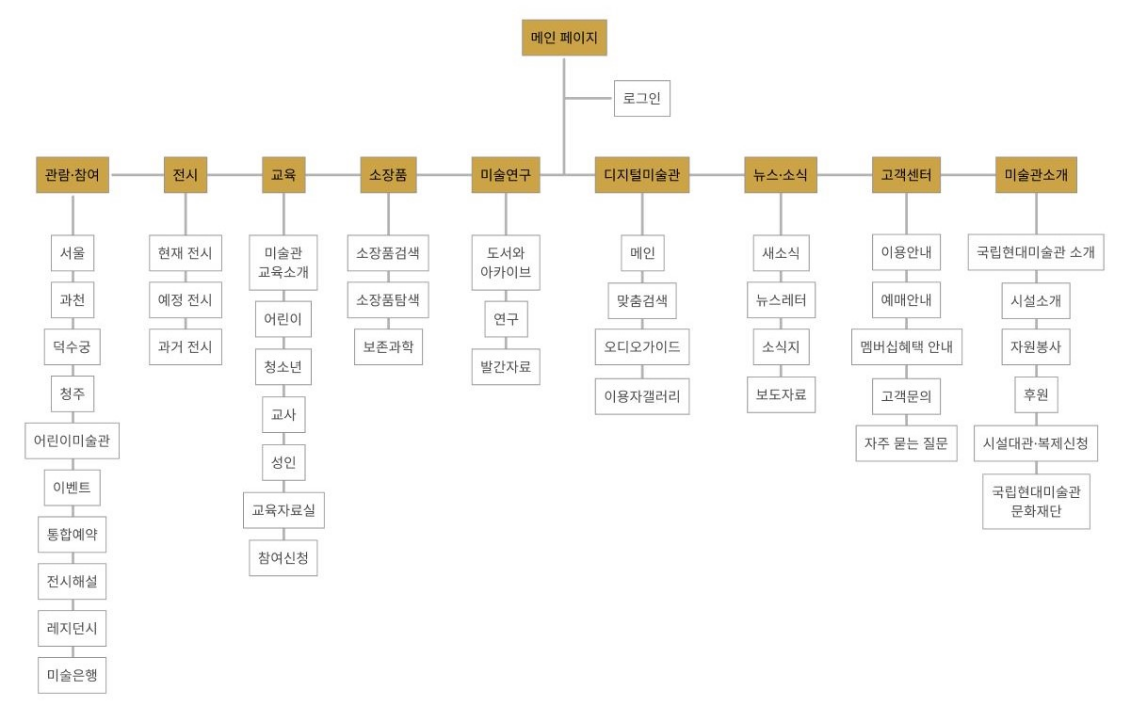 메인 페이지
로그인
관람·참여
전시
교육
소장품
미술연구
디지털미술관
뉴스·소식
고객센터
미술관소개
서울
과천
덕수궁
청주
어린이미술관
이벤트
통합예약
전시해설
레지던시
미술은행
현재 전시
예정 전시
과거 전시
미술관
교육소개
어린이
청소년
교사
성인
교육자료실
참여신청
소장품검색
소장품탐색
보존과학
도서와
아카이브
연구
발간자료
메인
맞춤검색
오디오가이드
이용자갤러리
새소식
뉴스레터
소식지
보도자료
이용안내
예매안내
멤버십혜택 안내
고객문의
자주 묻는 질문
국립현대미술관 소개
시설소개
자원봉사
후원
시설대관·복제신청
국립현대미술관
문화재단